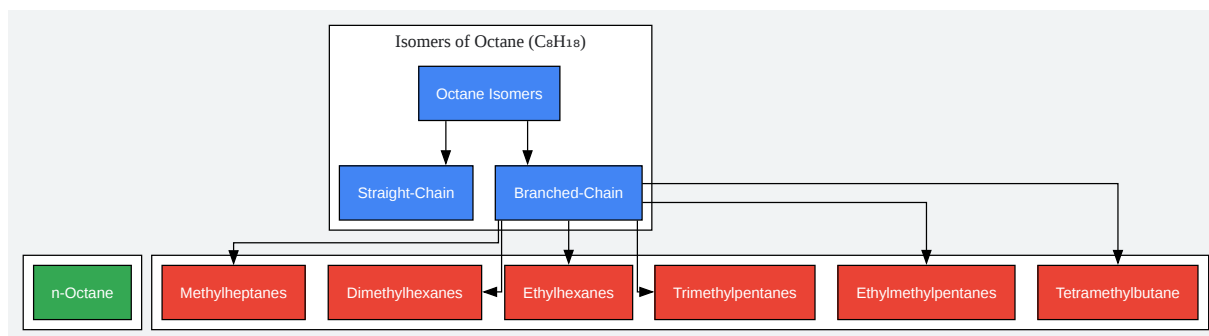 Isomers of Octane (C₈H₁₈)
Octane Isomers
Straight-Chain
Branched-Chain
n-Octane
Methylheptanes
Dimethylhexanes
Ethylhexanes
Trimethylpentanes
Ethylmethylpentanes
Tetramethylbutane